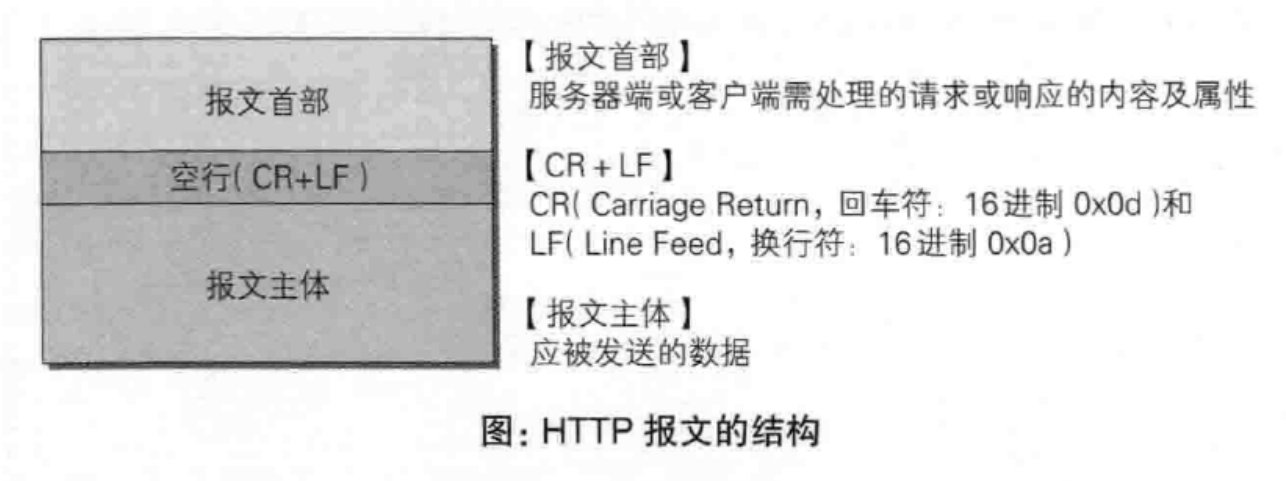 报文首部
空行( CR+LF )
报文主体
【报文首部】
服务器端或客户端需处理的请求或响应的内容及属性
【CR + LF】
CR( Carriage Return，回车符：16进制 0x0d )和
LF( Line Feed，换行符：16进制 0x0a )
【报文主体】
应被发送的数据
图：HTTP 报文的结构